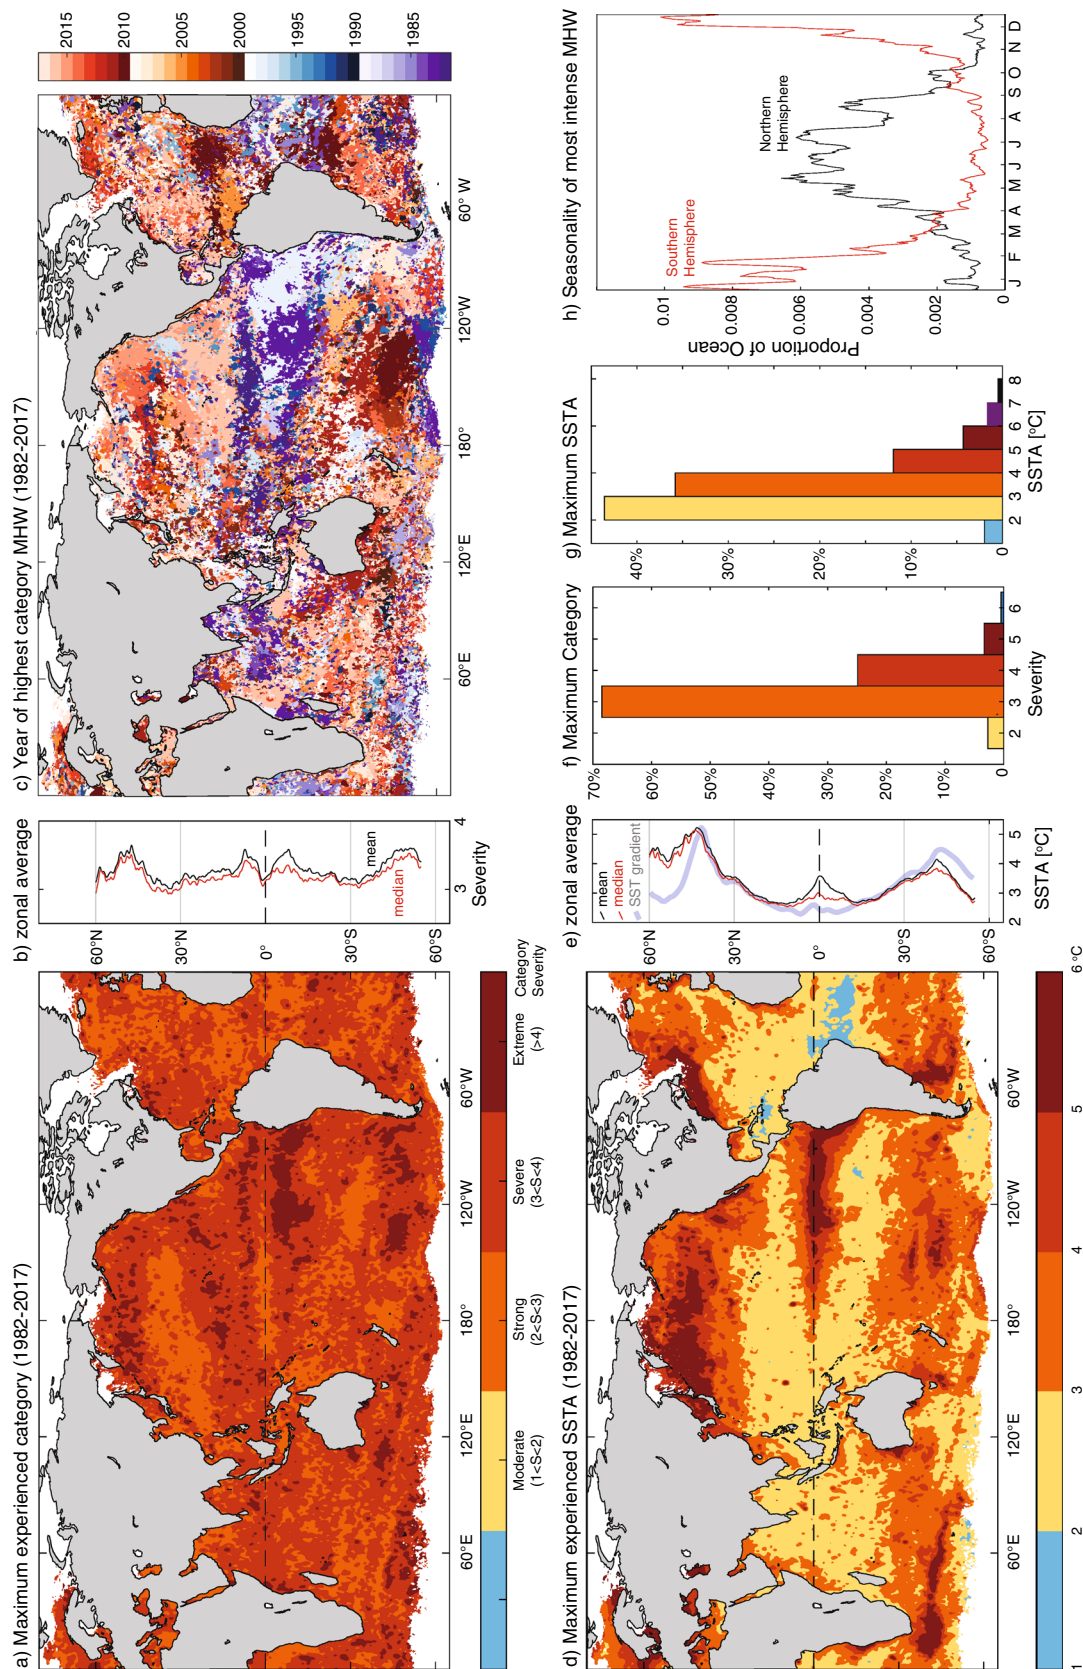 a) Maximum experienced category (1982-2017)
60°E
120°E
180°
120°W
60°W
60°N
30°N
0°
30°S
60°S
Moderate
(1<S<2)
Strong
(2<S<3)
Severe
(3<S<4)
Extreme
(>4)
Category
Severity
b) zonal average
mean
median
3
4
Severity
c) Year of highest category MHW (1982-2017)
60°E
120°E
180°
120°W
60° W
2015
2010
2005
2000
1995
1990
1985
d) Maximum experienced SSTA (1982-2017)
60°E
120°E
180°
120°W
60°W
60°N
30°N
0°
30°S
60°S
1
2
3
4
5
6 °C
e) zonal average
mean
median
SST gradient
2
3
4
5
SSTA [°C]
f) Maximum Category
70%
60%
50%
40%
30%
20%
10%
0
2
3
4
5
6
Severity
g) Maximum SSTA
40%
30%
20%
10%
0
2
3
4
5
6
7
8
SSTA [°C]
h) Seasonality of most intense MHW
Southern
Hemisphere
Northern
Hemisphere
Proportion of Ocean
0.01
0.008
0.006
0.004
0.002
0
J F M A M J J A S O N D